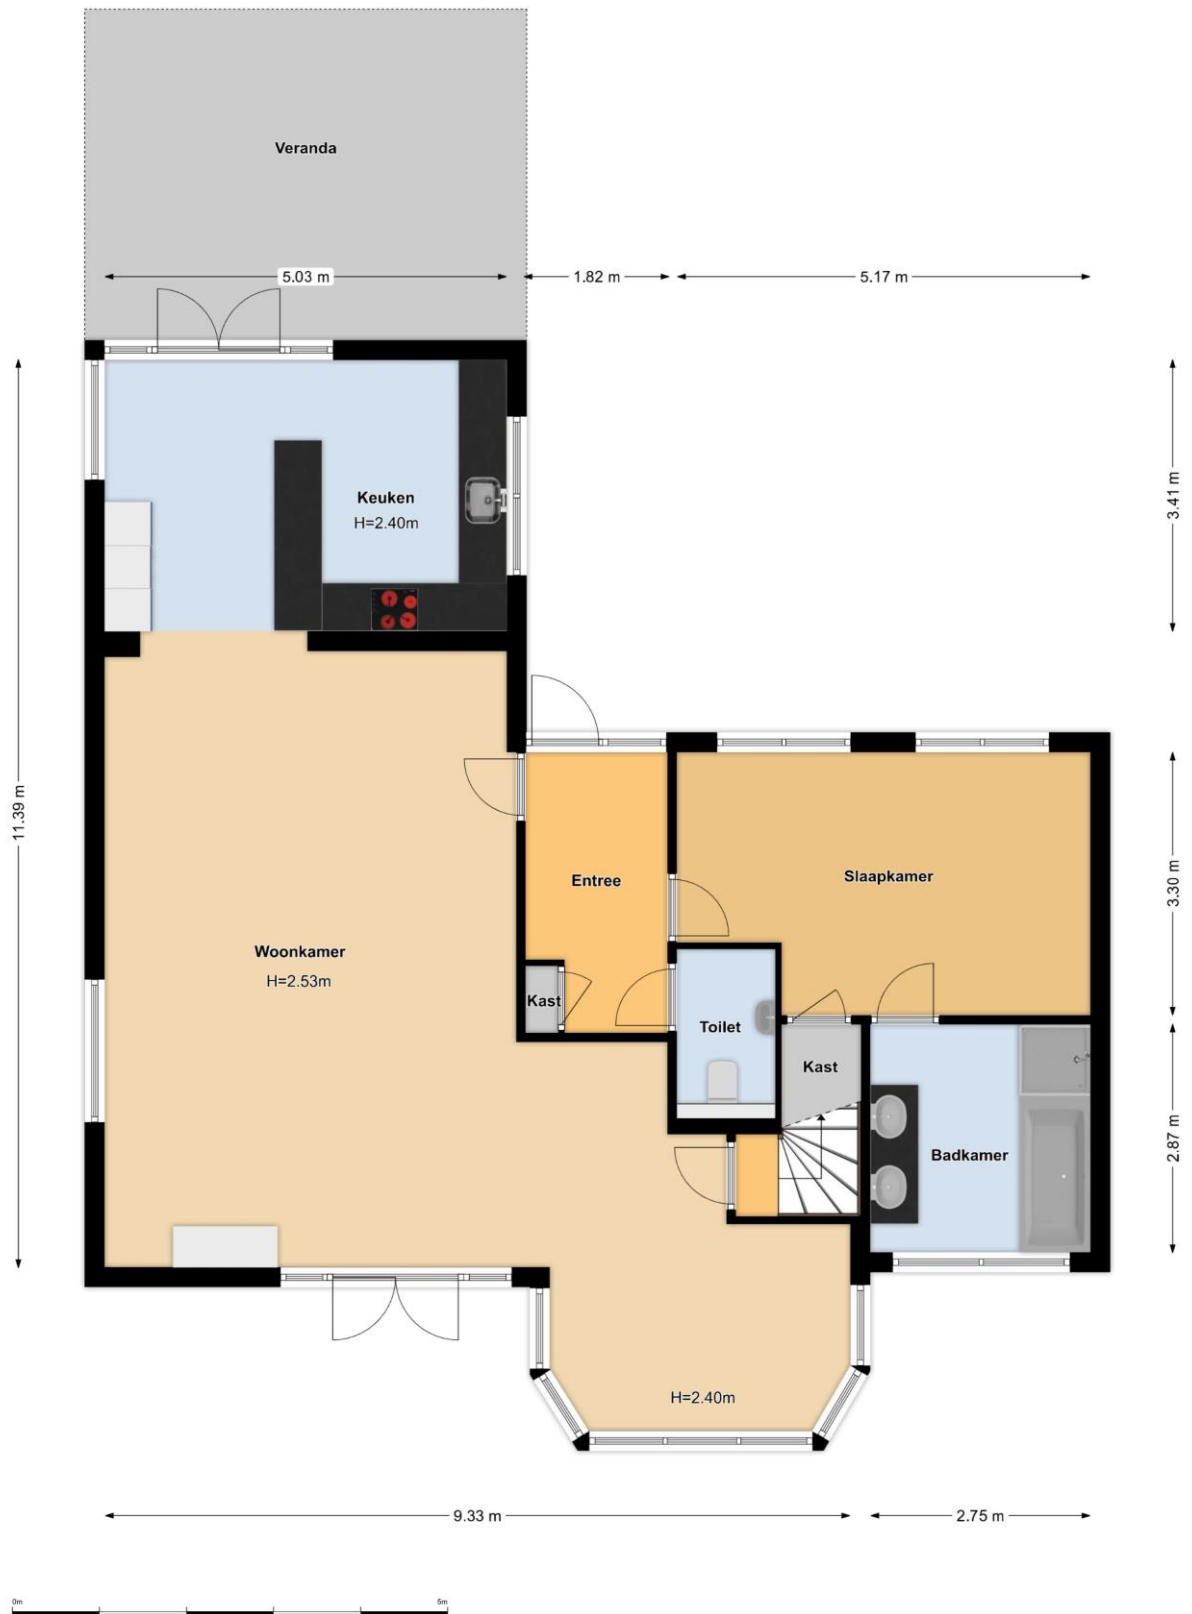 Veranda
5.03 m
1.82 m
5.17 m
Keuken
H=2.40m
3.41 m
11.39 m
Entree
Slaapkamer
3.30 m
Woonkamer
H=2.53m
Kast
Toilet
Kast
Badkamer
2.87 m
H=2.40m
9.33 m
2.75 m
0m
5m